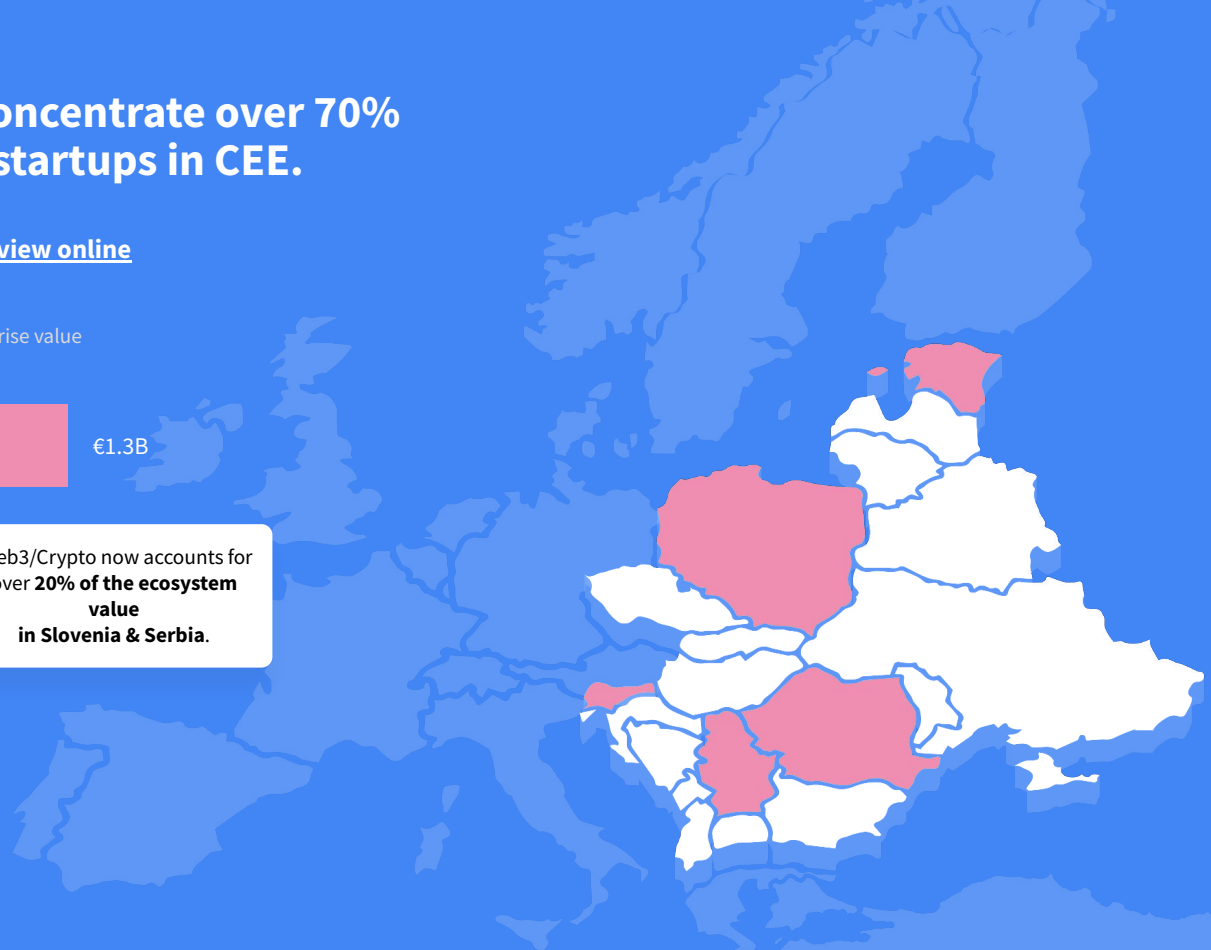 oncentrate over 70%
startups in CEE.
view online
rise value
€1.3B
eb3/Crypto now accounts for
over 20% of the ecosystem
value
in Slovenia & Serbia.